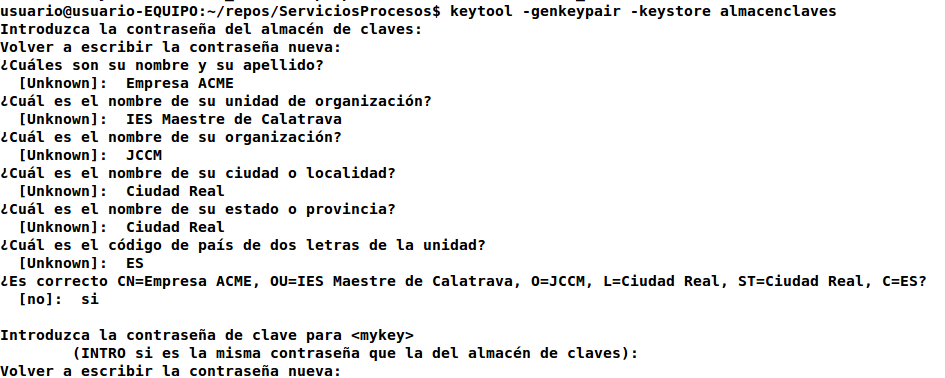 usuario@usuario-EQUIPO:~/repos/ServiciosProcesos$ keytool -genkeypair -keystore almacenclaves
Introduzca la contraseña del almacén de claves:
Volver a escribir la contraseña nueva:
¿Cuáles son su nombre y su apellido?
[Unknown]:  Empresa ACME
¿Cuál es el nombre de su unidad de organización?
[Unknown]:  IES Maestre de Calatrava
¿Cuál es el nombre de su organización?
[Unknown]:  JCCM
¿Cuál es el nombre de su ciudad o localidad?
[Unknown]:  Ciudad Real
¿Cuál es el nombre de su estado o provincia?
[Unknown]:  Ciudad Real
¿Cuál es el código de país de dos letras de la unidad?
[Unknown]:  ES
¿Es correcto CN=Empresa ACME, OU=IES Maestre de Calatrava, O=JCCM, L=Ciudad Real, ST=Ciudad Real, C=ES?
[no]:  si
Introduzca la contraseña de clave para <mykey>
(INTRO si es la misma contraseña que la del almacén de claves):
Volver a escribir la contraseña nueva: